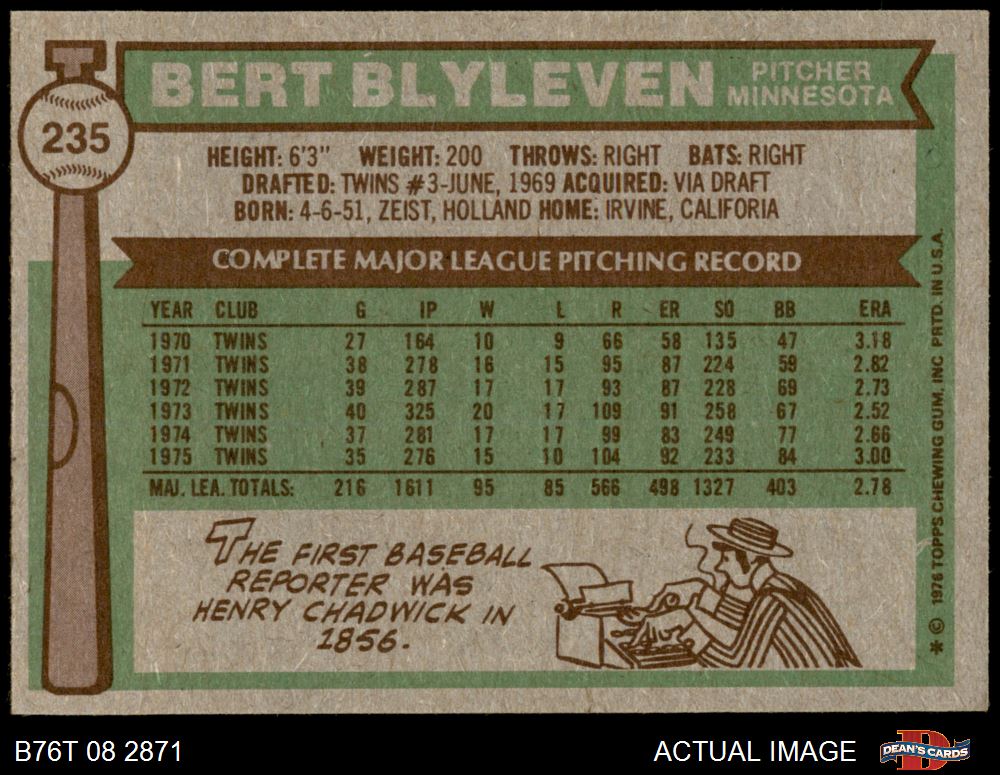 BERT BLYLEVEN
PITCHER
MINNESOTA
235
HEIGHT: 6'3" WEIGHT: 200 THROWS: RIGHT BATS: RIGHT
DRAFTED: TWINS #3-JUNE, 1969 ACQUIRED: VIA DRAFT
BORN: 4-6-51, ZEIST, HOLLAND HOME: IRVINE, CALIFORIA
COMPLETE MAJOR LEAGUE PITCHING RECORD
YEAR CLUB G IP W L R ER SO BB ERA
1970 TWINS 27 164 10 9 66 58 135 47 3.18
1971 TWINS 38 278 16 15 95 87 224 59 2.82
1972 TWINS 39 287 17 17 93 87 228 69 2.73
1973 TWINS 40 325 20 17 109 91 258 67 2.52
1974 TWINS 37 281 17 17 99 83 249 77 2.66
1975 TWINS 35 276 15 10 104 92 233 84 3.00
MAJ. LEA. TOTALS: 216 1611 95 85 566 498 1327 403 2.78
THE FIRST BASEBALL
REPORTER WAS
HENRY CHADWICK IN
1856.
* © 1976 TOPPS CHEWING GUM, INC PRTD. IN U.S.A.
B76T 08 2871
ACTUAL IMAGE
D
DEAN'S CARDS